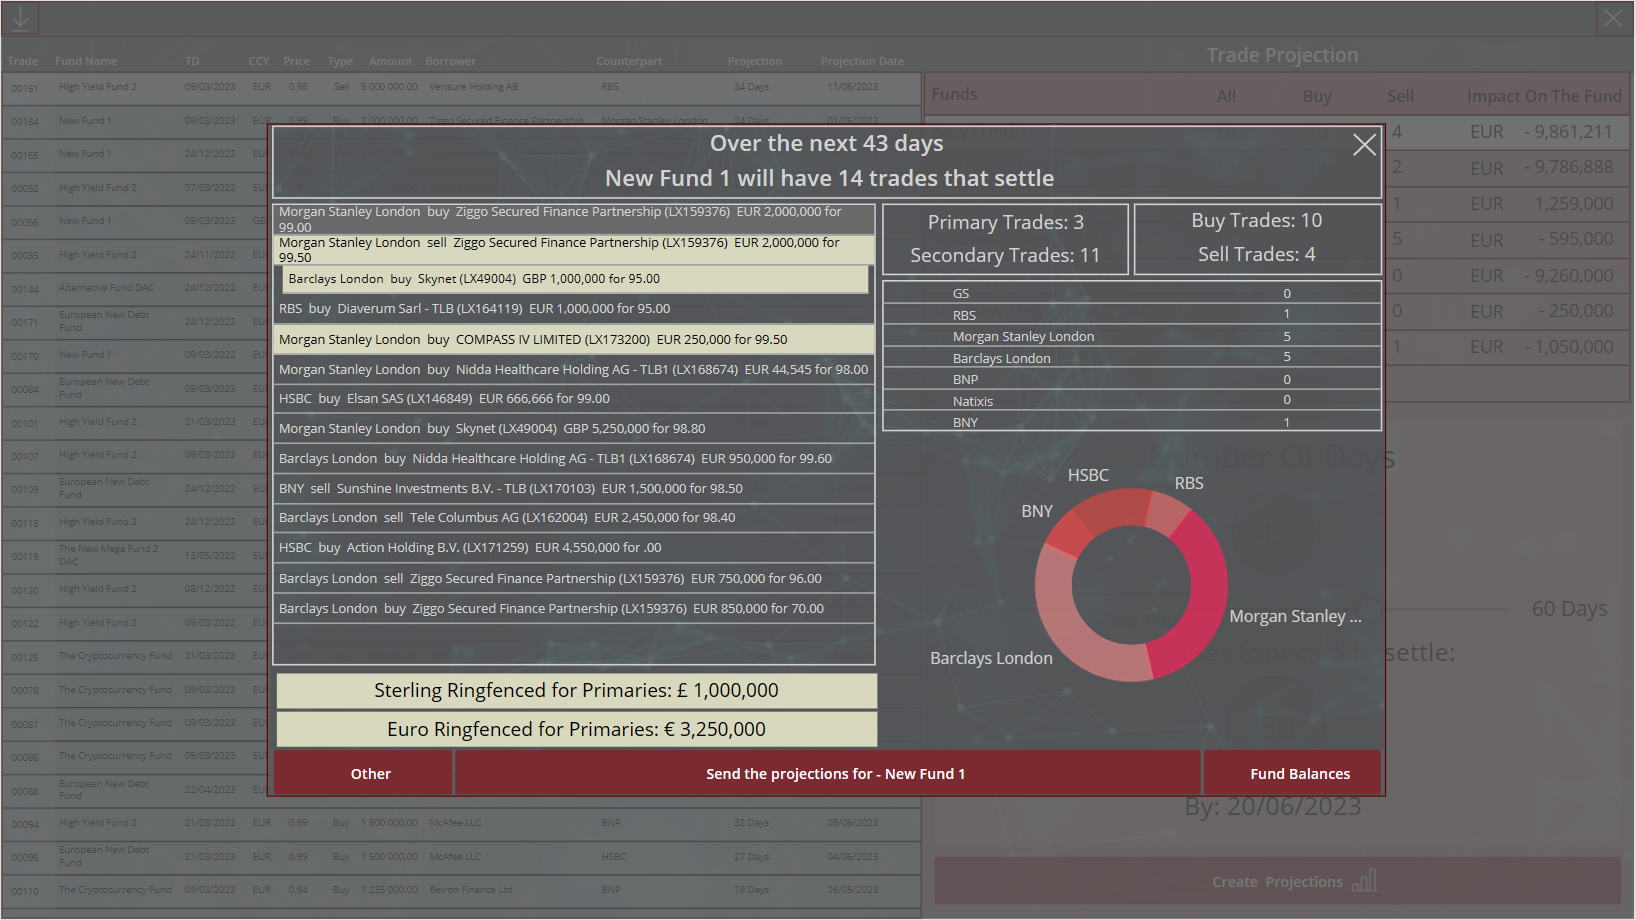 Trade Fund Name TD CCY Price Type Amount Borrower Counterpart Projection Projection Date
00161 High Yield Fund 2 09/03/2023 EUR 0.98 Sell 5 000 000.00 Verisure Holding AB RBS 34 Days 11/06/2023
00164 New Fund 1 09/03/2023 EUR 0.99 Buy 2 000 000.00 Ziggo Secured Finance Partnership Morgan Stanley London 24 Days 01/06/2023
00165 New Fund 1 24/12/2022
00052 High Yield Fund 2 07/03/2022
00056 New Fund 1 09/03/2023
00035 High Yield Fund 2 24/11/2022
00144 Alternative Fund DAC 24/12/2022
00171 European New Debt Fund 24/12/2022
00170 New Fund 1 09/03/2022
00084 European New Debt Fund 09/03/2023
00101 High Yield Fund 2 21/03/2023
00107 High Yield Fund 2 09/03/2023
00109 European New Debt Fund 24/12/2022
00113 High Yield Fund 2 24/12/2022
00119 The New Mega Fund 2 DAC 13/05/2022
00120 High Yield Fund 2 08/12/2022
00122 High Yield Fund 2 09/03/2023
00125 The Cryptocurrency Fund 21/03/2023
00078 The Cryptocurrency Fund 09/03/2023
00081 The Cryptocurrency Fund 09/03/2023
00086 The Cryptocurrency Fund 09/03/2023
00088 European New Debt Fund 22/04/2023
00094 High Yield Fund 2 21/03/2023 EUR 0.99 Buy 1 500 000.00 McAfee LLC BNP 32 Days 09/06/2023
00095 European New Debt Fund 21/03/2023 EUR 0.99 Buy 1 500 000.00 McAfee LLC HSBC 27 Days 04/06/2023
00110 The Cryptocurrency Fund 09/03/2023 EUR 0.94 Buy 1 235 000.00 Belron Finance Ltd BNP 18 Days 26/05/2023
Trade Projection
Funds All Buy Sell Impact On The Fund
4 EUR - 9,861,211
2 EUR - 9,786,888
1 EUR 1,259,000
5 EUR - 595,000
0 EUR - 9,260,000
0 EUR - 250,000
1 EUR - 1,050,000
Over the next 43 days
New Fund 1 will have 14 trades that settle
Morgan Stanley London buy Ziggo Secured Finance Partnership (LX159376) EUR 2,000,000 for
99.00
Morgan Stanley London sell Ziggo Secured Finance Partnership (LX159376) EUR 2,000,000 for
99.50
Barclays London buy Skynet (LX49004) GBP 1,000,000 for 95.00
RBS buy Diaverum Sarl - TLB (LX164119) EUR 1,000,000 for 95.00
Morgan Stanley London buy COMPASS IV LIMITED (LX173200) EUR 250,000 for 99.50
Morgan Stanley London buy Nidda Healthcare Holding AG - TLB1 (LX168674) EUR 44,545 for 98.00
HSBC buy Elsan SAS (LX146849) EUR 666,666 for 99.00
Morgan Stanley London buy Skynet (LX49004) GBP 5,250,000 for 98.80
Barclays London buy Nidda Healthcare Holding AG - TLB1 (LX168674) EUR 950,000 for 99.60
BNY sell Sunshine Investments B.V. - TLB (LX170103) EUR 1,500,000 for 98.50
Barclays London sell Tele Columbus AG (LX162004) EUR 2,450,000 for 98.40
HSBC buy Action Holding B.V. (LX171259) EUR 4,550,000 for .00
Barclays London sell Ziggo Secured Finance Partnership (LX159376) EUR 750,000 for 96.00
Barclays London buy Ziggo Secured Finance Partnership (LX159376) EUR 850,000 for 70.00
Sterling Ringfenced for Primaries: £ 1,000,000
Euro Ringfenced for Primaries: € 3,250,000
Primary Trades: 3
Secondary Trades: 11
Buy Trades: 10
Sell Trades: 4
GS 0
RBS 1
Morgan Stanley London 5
Barclays London 5
BNP 0
Natixis 0
BNY 1
HSBC
RBS
BNY
Morgan Stanley ...
Barclays London
Other
Send the projections for - New Fund 1
Fund Balances
Number Of Days
60 Days
Expected to settle:
By: 20/06/2023
Create Projections